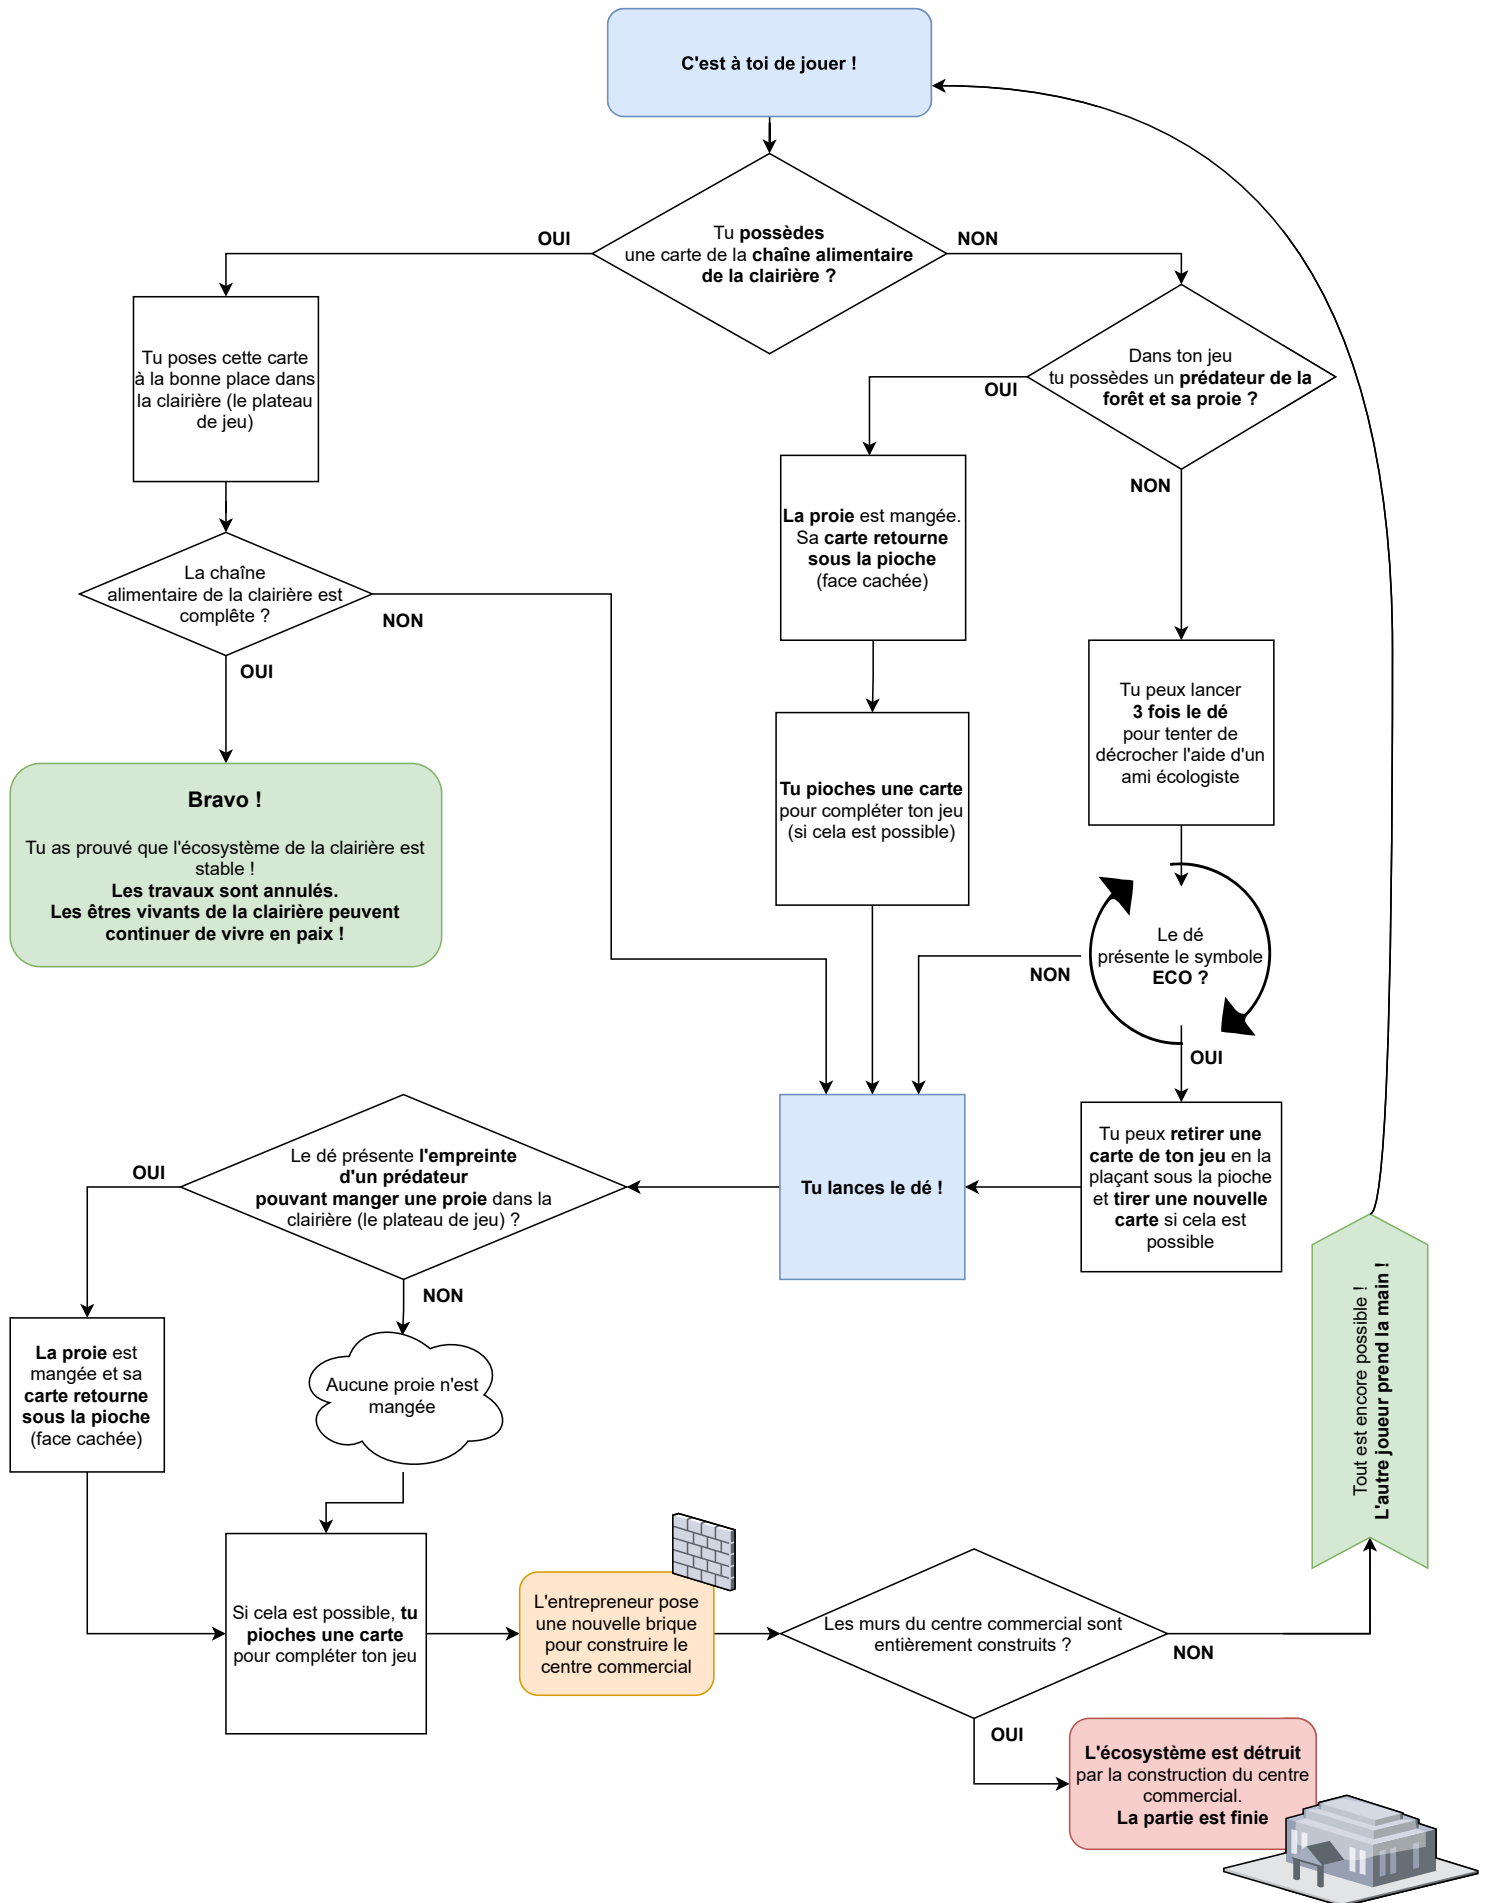 C'est à toi de jouer !
OUI
Tu possèdes
une carte de la chaîne alimentaire
de la clairière ?
NON
Tu poses cette carte
à la bonne place dans
la clairière (le plateau
de jeu)
Dans ton jeu
tu possèdes un prédateur de la
forêt et sa proie ?
OUI
NON
La proie est mangée.
Sa carte retourne
sous la pioche
(face cachée)
La chaîne
alimentaire de la clairière est
complête ?
NON
OUI
Tu peux lancer
3 fois le dé
pour tenter de
décrocher l'aide d'un
ami écologiste
Tu pioches une carte
pour compléter ton jeu
(si cela est possible)
Bravo !
Tu as prouvé que l'écosystème de la clairière est
stable !
Les travaux sont annulés.
Les êtres vivants de la clairière peuvent
continuer de vivre en paix !
Le dé
présente le symbole
ECO ?
NON
OUI
Tu peux retirer une
carte de ton jeu en la
plaçant sous la pioche
et tirer une nouvelle
carte si cela est
possible
Tu lances le dé !
Le dé présente l'empreinte
d'un prédateur
pouvant manger une proie dans la
clairière (le plateau de jeu) ?
OUI
NON
La proie est
mangée et sa
carte retourne
sous la pioche
(face cachée)
Aucune proie n'est
mangée
Tout est encore possible !
L'autre joueur prend la main !
Si cela est possible, tu
pioches une carte
pour compléter ton jeu
L'entrepreneur pose
une nouvelle brique
pour construire le
centre commercial
Les murs du centre commercial sont
entièrement construits ?
NON
OUI
L'écosystème est détruit
par la construction du centre
commercial.
La partie est finie